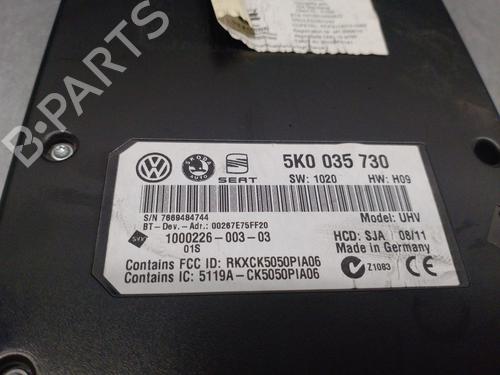 B-PARTS
5K0 035 730
SEAT
SKODA
AUTO
SW: 1020
HW: H09
S/N 7669484744
Model: UHV
BT-Dev.-Adr.: 00267E75FF20
1000226-003-03
01S
HCD: SJA 08/11
Made in Germany
Contains FCC ID: RKXCK5050PIA06
Contains IC: 5119A-CK5050PIA06
Z1083